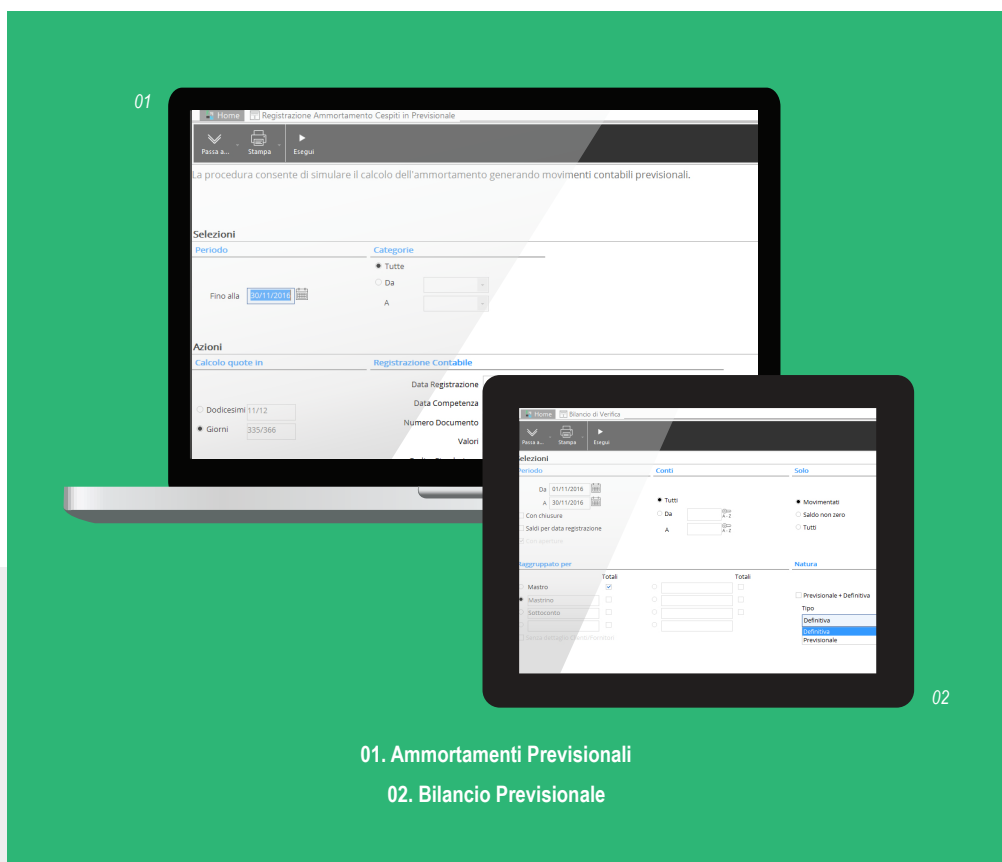 01
Home Registrazione Ammortamento Cespiti in Previsionale
Passa a... Stampa Esegui
La procedura consente di simulare il calcolo dell'ammortamento generando movimenti contabili previsionali.
Selezioni
Periodo Categorie
Tutte
Da
Fino alla 30/11/2016
A
Azioni
Calcolo quote in Registrazione Contabile
Data Registrazione
Data Competenza
Dodicesimi 11/12
Numero Documento
Giorni 335/366
Valori
Home Bilancio di Verifica
Passa a... Stampa Esegui
Selezioni
Periodo Conti Solo
Da 01/11/2016
A 30/11/2016 Tutti Movimentati
Con chiusure Da A - Z Saldo non zero
Saldi per data registrazione A A - Z Tutti
Con aperture
Raggruppato per Natura
Totali Totali
Mastro Previsionale + Definitiva
Mastrino Tipo
Sottoconto Definitiva
Definitiva
Previsionale
02
01. Ammortamenti Previsionali
02. Bilancio Previsionale